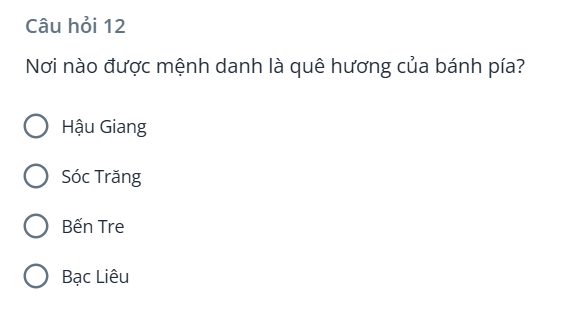 Câu hỏi 12
Nơi nào được mệnh danh là quê hương của bánh pía?
Hậu Giang
Sóc Trăng
Bến Tre
Bạc Liêu